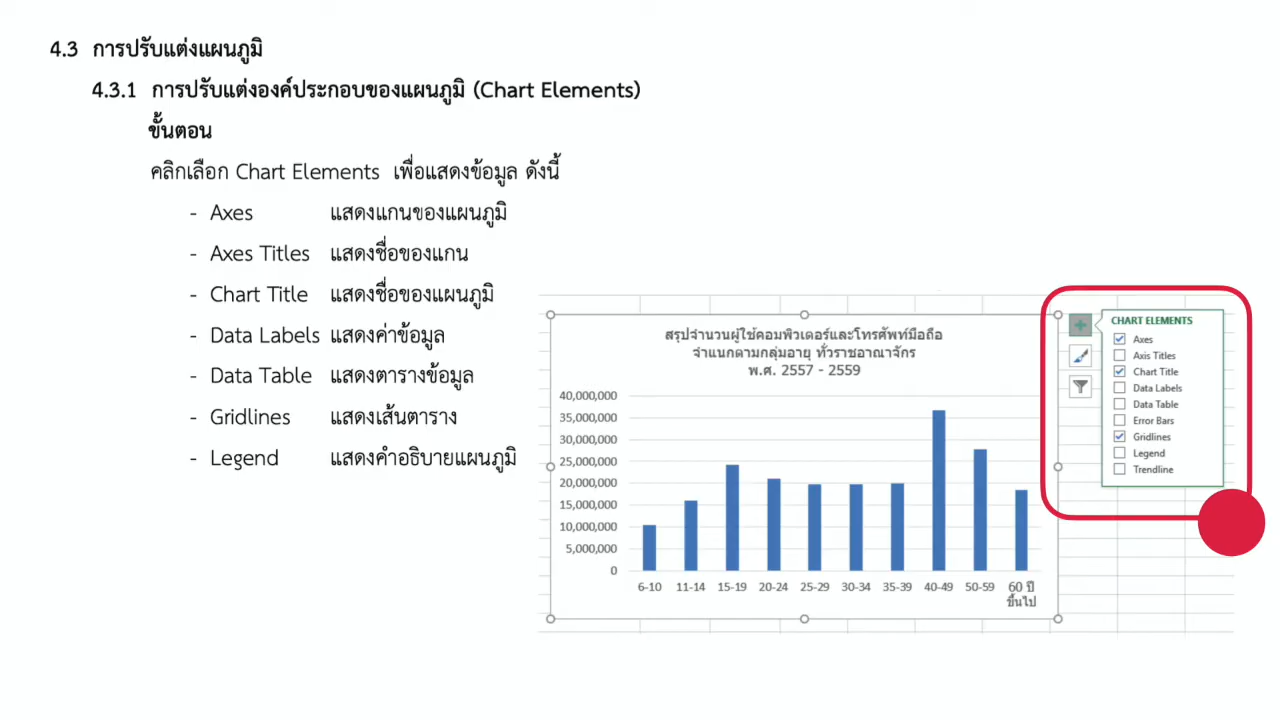 4.3 การปรับแต่งแผนภูมิ
4.3.1 การปรับแต่งองค์ประกอบของแผนภูมิ (Chart Elements)
ขั้นตอน
คลิกเลือก Chart Elements เพื่อแสดงข้อมูล ดังนี้
- Axes แสดงแกนของแผนภูมิ
- Axes Titles แสดงชื่อของแกน
- Chart Title แสดงชื่อของแผนภูมิ
- Data Labels แสดงค่าข้อมูล
- Data Table แสดงตารางข้อมูล
- Gridlines แสดงเส้นตาราง
- Legend แสดงคำอธิบายแผนภูมิ
สรุปจำนวนผู้ใช้คอมพิวเตอร์และโทรศัพท์มือถือ
จำแนกตามกลุ่มอายุ ทั่วราชอาณาจักร
พ.ศ. 2557 - 2559
40,000,000
35,000,000
30,000,000
25,000,000
20,000,000
15,000,000
10,000,000
5,000,000
0
6-10 11-14 15-19 20-24 25-29 30-34 35-39 40-49 50-59 60 ปี
ขึ้นไป
CHART ELEMENTS
Axes
Axis Titles
Chart Title
Data Labels
Data Table
Error Bars
Gridlines
Legend
Trendline